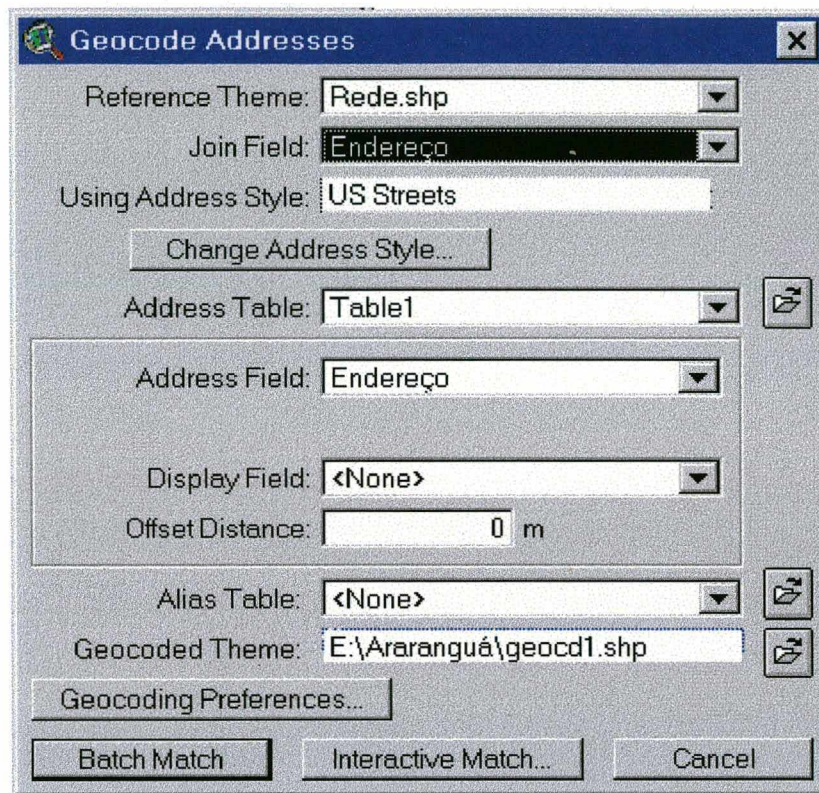 Geocode Addresses
Reference Theme: Rede.shp
Join Field: Endereço
Using Address Style: US Streets
Change Address Style...
Address Table: Table1
Address Field: Endereço
Display Field: <None>
Offset Distance: 0 m
Alias Table: <None>
Geocoded Theme: E:\Araranguá\geocd1.shp
Geocoding Preferences...
Batch Match Interactive Match... Cancel